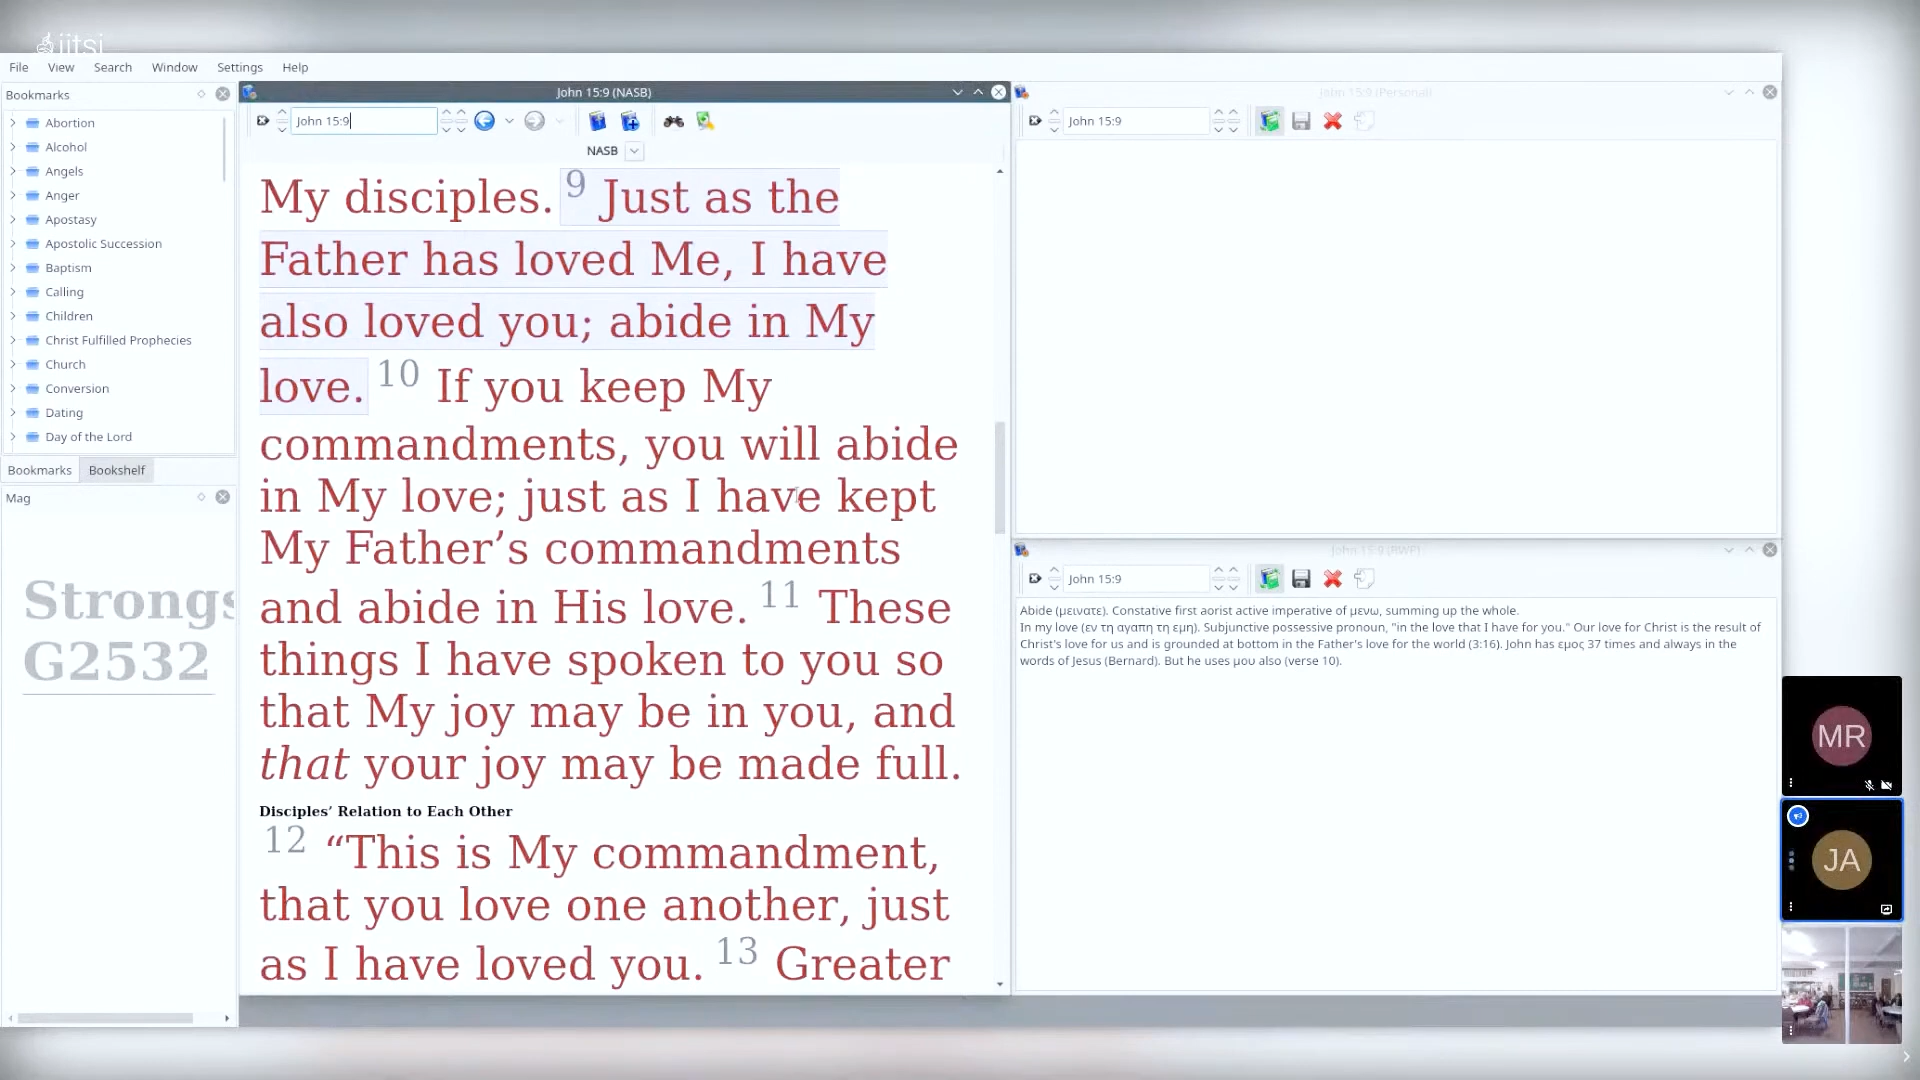 jitsi
File View Search Window Settings Help
Bookmarks
Abortion
Alcohol
Angels
Anger
Apostasy
Apostolic Succession
Baptism
Calling
Children
Christ Fulfilled Prophecies
Church
Conversion
Dating
Day of the Lord
Bookmarks Bookshelf
Mag
Strongs
G2532
John 15:9 (NASB)
John 15:9
NASB
My disciples. 9 Just as the
Father has loved Me, I have
also loved you; abide in My
love. 10 If you keep My
commandments, you will abide
in My love; just as I have kept
My Father’s commandments
and abide in His love. 11 These
things I have spoken to you so
that My joy may be in you, and
that your joy may be made full.
Disciples’ Relation to Each Other
12 “This is My commandment,
that you love one another, just
as I have loved you. 13 Greater
John 15:9 (Personal)
John 15:9
John 15:9 (RWP)
John 15:9
Abide (μεινατε). Constative first aorist active imperative of μενω, summing up the whole.
In my love (εν τη αγαπη τη εμη). Subjunctive possessive pronoun, "in the love that I have for you." Our love for Christ is the result of
Christ's love for us and is grounded at bottom in the Father's love for the world (3:16). John has εμος 37 times and always in the
words of Jesus (Bernard). But he uses μου also (verse 10).
MR
JA